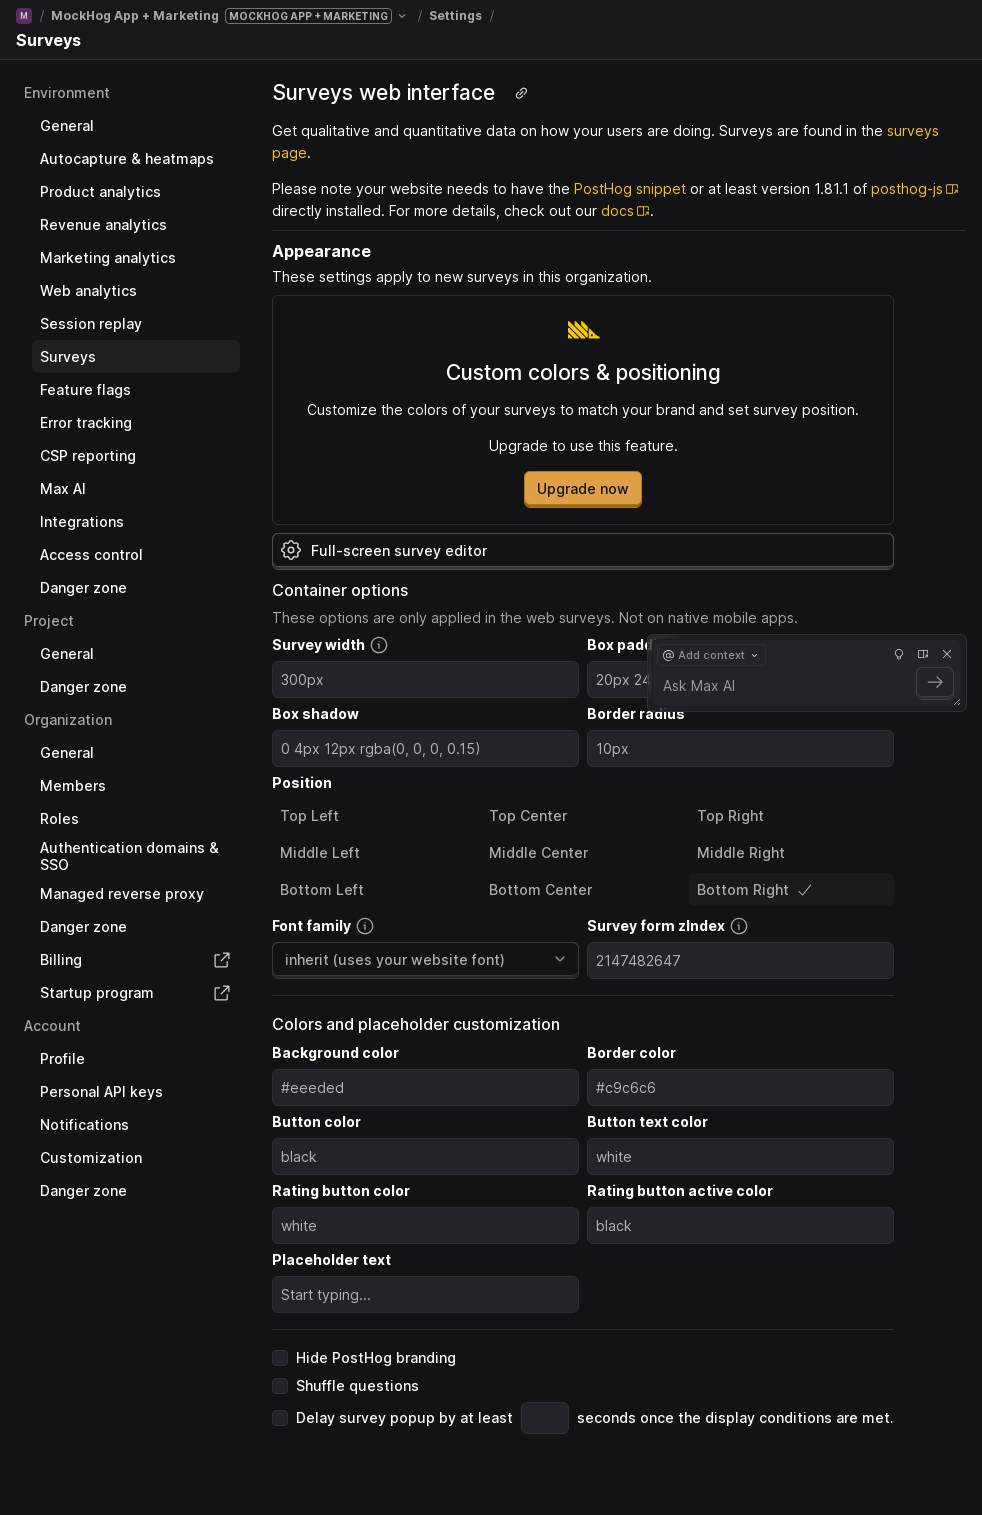 M / MockHog App + Marketing MOCKHOG APP + MARKETING / Settings /
Surveys
Environment
General
Autocapture & heatmaps
Product analytics
Revenue analytics
Marketing analytics
Web analytics
Session replay
Surveys
Feature flags
Error tracking
CSP reporting
Max AI
Integrations
Access control
Danger zone
Project
General
Danger zone
Organization
General
Members
Roles
Authentication domains &
SSO
Managed reverse proxy
Danger zone
Billing
Startup program
Account
Profile
Personal API keys
Notifications
Customization
Danger zone
Surveys web interface
Get qualitative and quantitative data on how your users are doing. Surveys are found in the surveys
page.
Please note your website needs to have the PostHog snippet or at least version 1.81.1 of posthog-js
directly installed. For more details, check out our docs.
Appearance
These settings apply to new surveys in this organization.
Custom colors & positioning
Customize the colors of your surveys to match your brand and set survey position.
Upgrade to use this feature.
Upgrade now
Full-screen survey editor
Container options
These options are only applied in the web surveys. Not on native mobile apps.
Survey width
300px
Box shadow
0 4px 12px rgba(0, 0, 0, 0.15)
Border radius
10px
@ Add context
Ask Max AI
Position
Top Left Top Center Top Right
Middle Left Middle Center Middle Right
Bottom Left Bottom Center Bottom Right
Font family
inherit (uses your website font)
Survey form zIndex
2147482647
Colors and placeholder customization
Background color
#eeeded
Border color
#c9c6c6
Button color
black
Button text color
white
Rating button color
white
Rating button active color
black
Placeholder text
Start typing...
Hide PostHog branding
Shuffle questions
Delay survey popup by at least seconds once the display conditions are met.